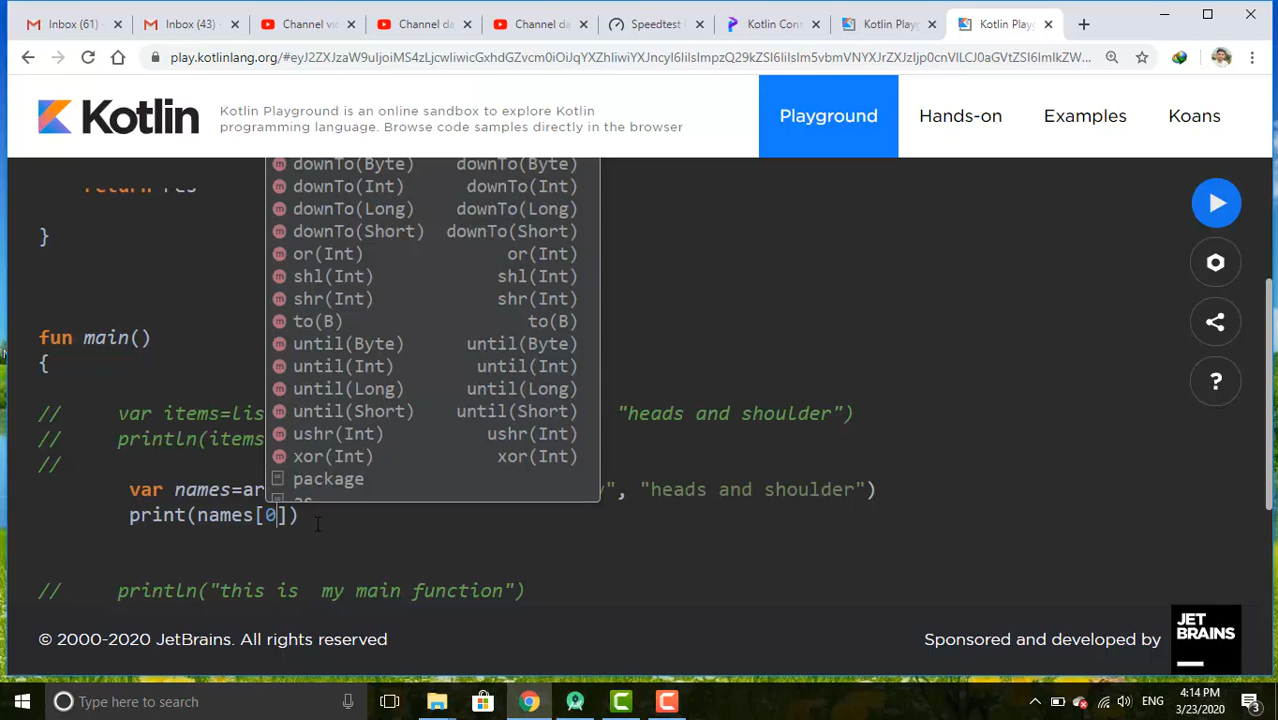 Inbox (61)
Inbox (43)
Channel vi
Channel da
Channel da
Speedtest
Kotlin Cons
Kotlin Play
Kotlin Play
play.kotlinlang.org/
Kotlin
Kotlin Playground is an online sandbox to explore Kotlin
programming language. Browse code samples directly in the browser
Playground
Hands-on
Examples
Koans
downTo(Byte) downTo(Byte)
downTo(Int) downTo(Int)
downTo(Long) downTo(Long)
downTo(Short) downTo(Short)
or(Int) or(Int)
shl(Int) shl(Int)
shr(Int) shr(Int)
to(B) to(B)
until(Byte) until(Byte)
until(Int) until(Int)
until(Long) until(Long)
until(Short) until(Short)
ushr(Int) ushr(Int)
xor(Int) xor(Int)
package
as
return res
}
fun main()
{
// var items=lis "heads and shoulder")
// println(items
//
var names=ar y", "heads and shoulder")
print(names[0])
// println("this is my main function")
© 2000-2020 JetBrains. All rights reserved
Sponsored and developed by
JET
BRAINS
Type here to search
ENG
4:14 PM
3/23/2020
3